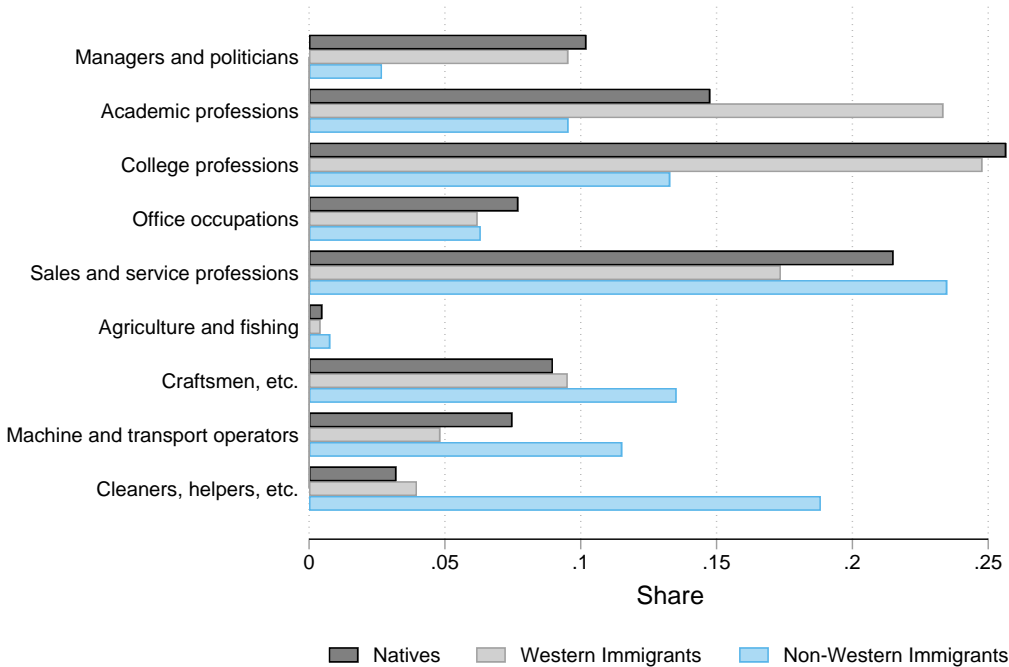 Managers and politicians
Academic professions
College professions
Office occupations
Sales and service professions
Agriculture and fishing
Craftsmen, etc.
Machine and transport operators
Cleaners, helpers, etc.
0 .05 .1 .15 .2 .25
Share
Natives Western Immigrants Non-Western Immigrants